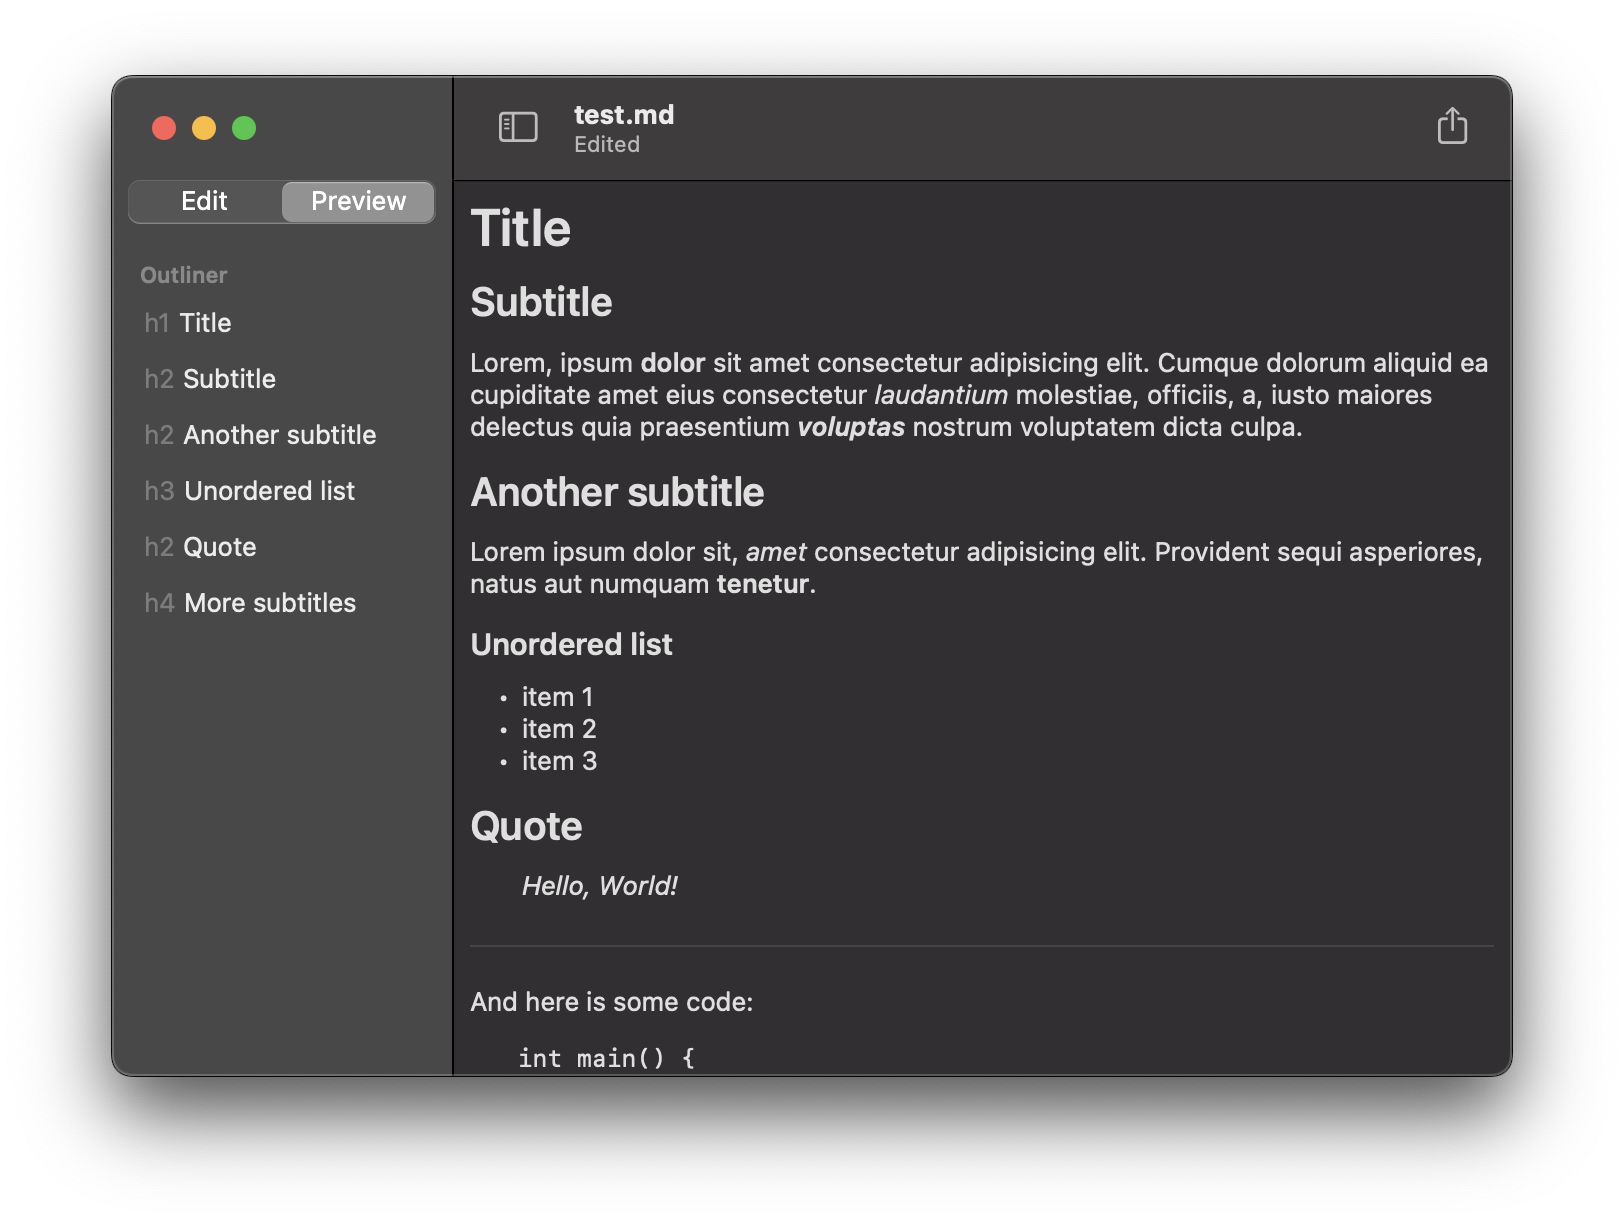 test.md
Edited
Edit
Preview
Outliner
h1 Title
h2 Subtitle
h2 Another subtitle
h3 Unordered list
h2 Quote
h4 More subtitles
Title
Subtitle
Lorem, ipsum dolor sit amet consectetur adipisicing elit. Cumque dolorum aliquid ea
cupiditate amet eius consectetur laudantium molestiae, officiis, a, iusto maiores
delectus quia praesentium voluptas nostrum voluptatem dicta culpa.
Another subtitle
Lorem ipsum dolor sit, amet consectetur adipisicing elit. Provident sequi asperiores,
natus aut numquam tenetur.
Unordered list
• item 1
• item 2
• item 3
Quote
Hello, World!
And here is some code:
int main() {